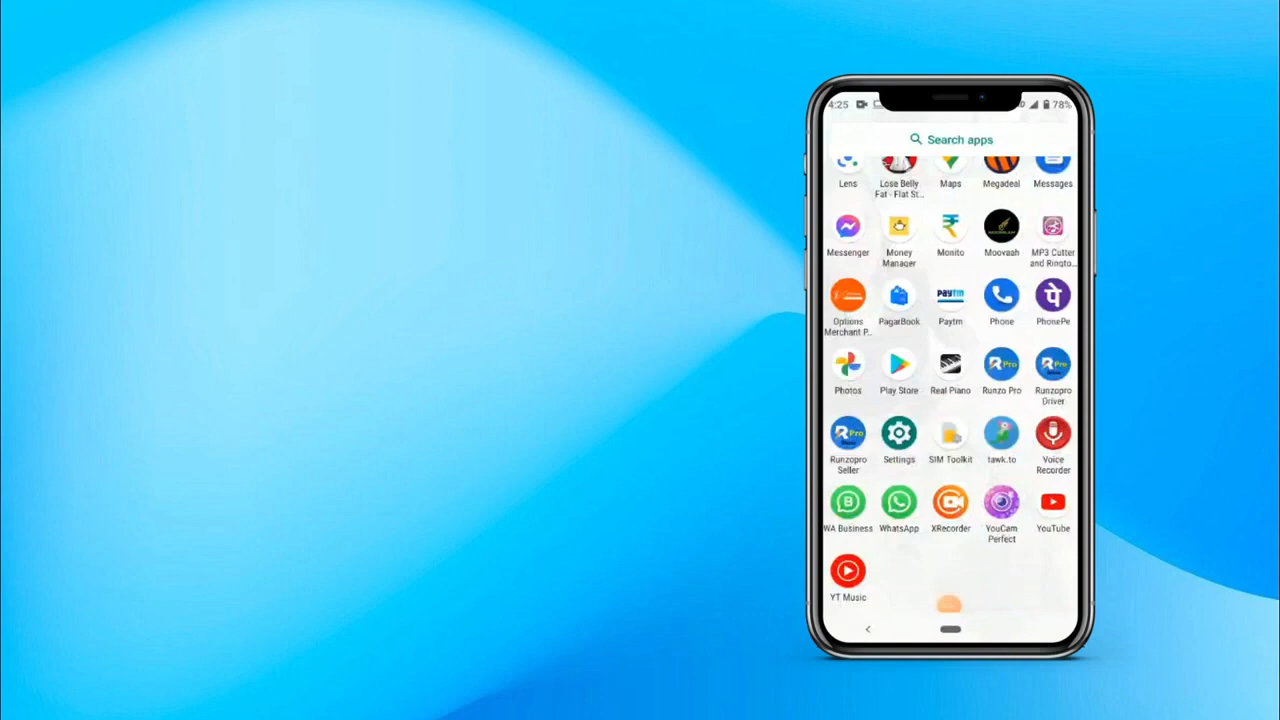 4:25 78%
Search apps
Lens Lose Belly Maps Megadeal Messages
Fat - Flat St...
Messenger Money Monito Moovaah MP3 Cutter
Manager and Ringto...
Options PagarBook Paytm Phone PhonePe
Merchant P...
paytm
Photos Play Store Real Piano Runzo Pro Runzopro
Driver
R Pro R Pro
R Pro
Runzopro Settings SIM Toolkit tawk.to Voice
Seller Recorder
WA Business WhatsApp XRecorder YouCam YouTube
Perfect
YT Music